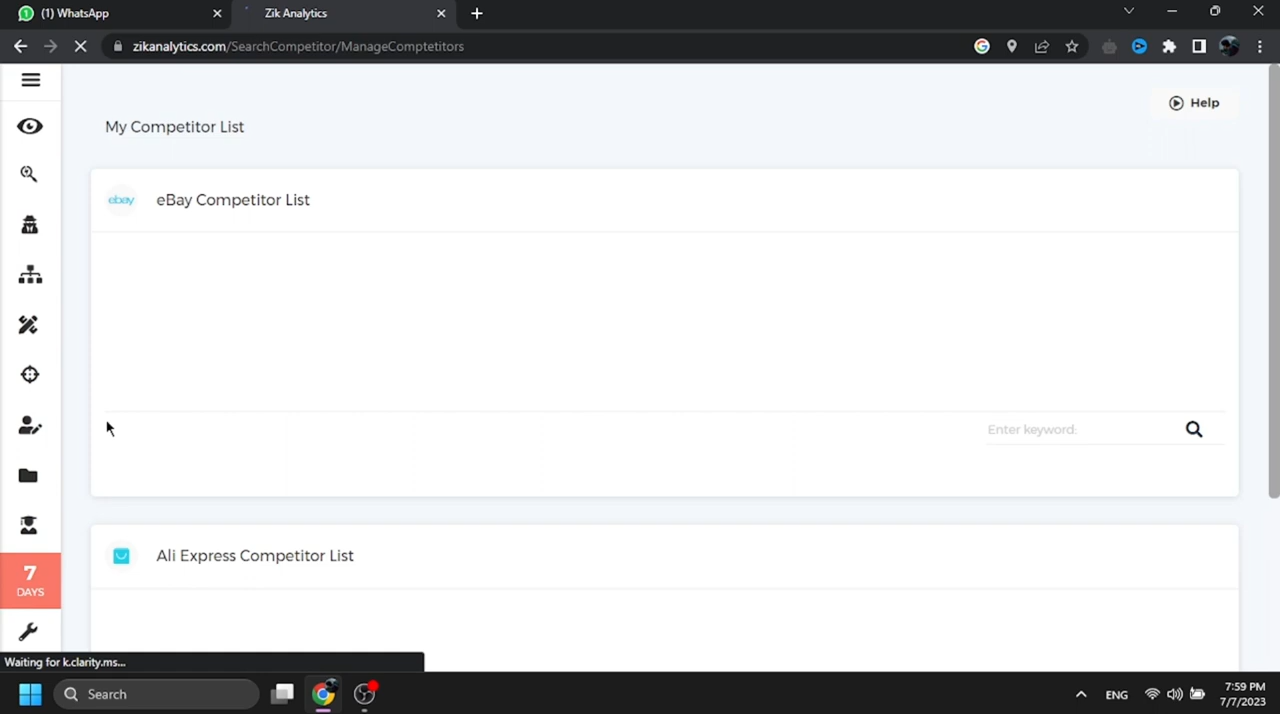 (1) WhatsApp
Zik Analytics
zikanalytics.com/SearchCompetitor/ManageComptetitors
Help
My Competitor List
ebay
eBay Competitor List
Enter keyword:
Ali Express Competitor List
7
DAYS
Waiting for k.clarity.ms...
Search
ENG
7:59 PM
7/7/2023